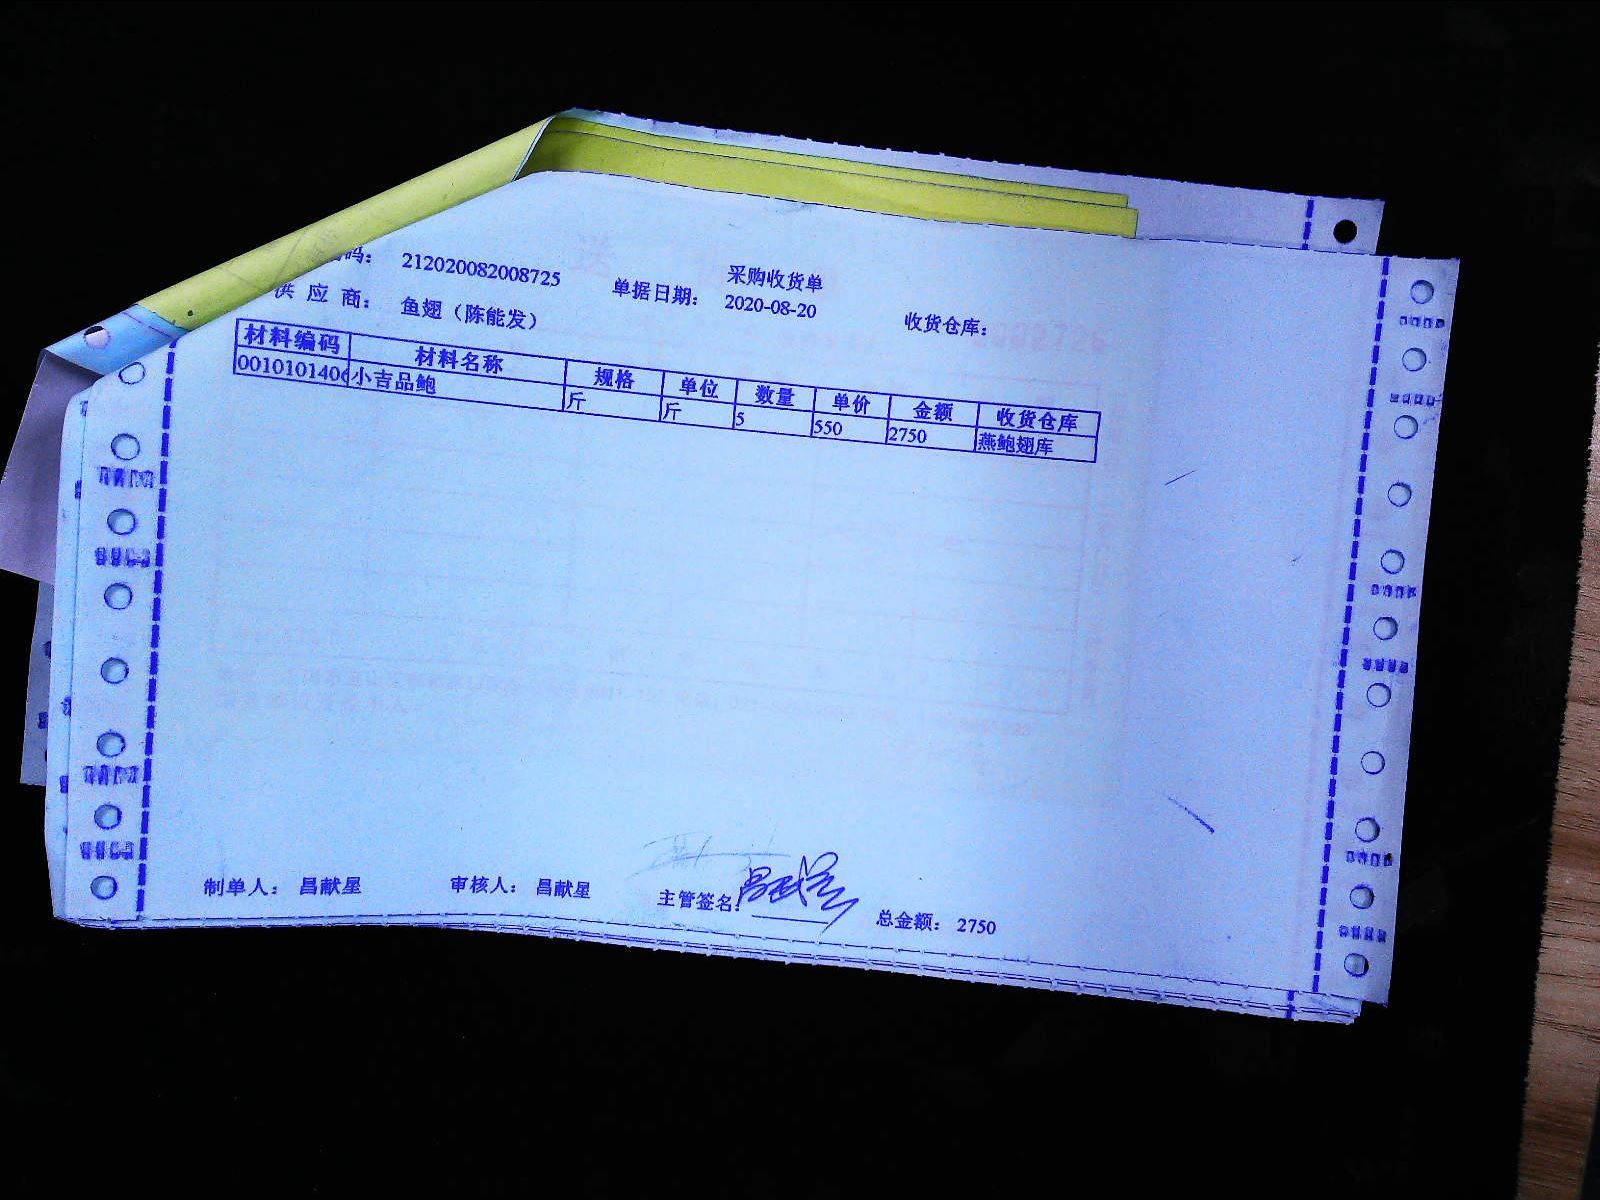 采购收货单
码： 212020082008725 单据日期： 2020-08-20 收货仓库：
供 应 商： 鱼翅（陈能发）
材料编码 材料名称 规格 单位 数量 单价 金额 收货仓库
0010101406 小吉品鲍 斤 斤 5 550 2750 燕鲍翅库
制单人： 昌献星 审核人： 昌献星 主管签名： 昌献星 总金额： 2750